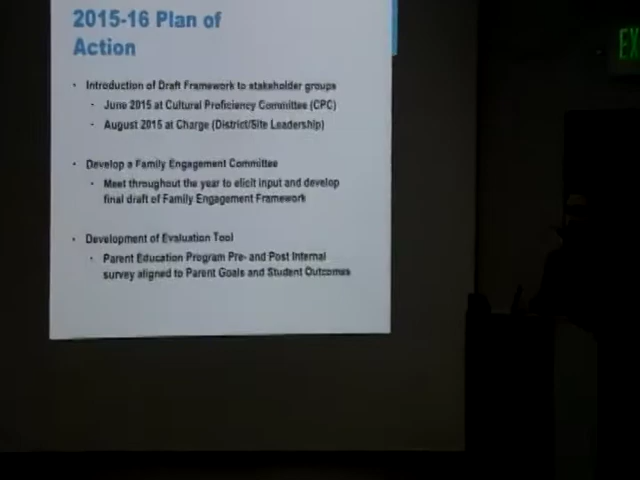 2015-16 Plan of
Action
• Introduction of Draft Framework to stakeholder groups
• June 2015 at Cultural Proficiency Committee (CPC)
• August 2015 at Charge (District/Site Leadership)
• Develop a Family Engagement Committee
• Meet throughout the year to elicit input and develop
final draft of Family Engagement Framework
• Development of Evaluation Tool
• Parent Education Program Pre- and Post Internal
survey aligned to Parent Goals and Student Outcomes
EX